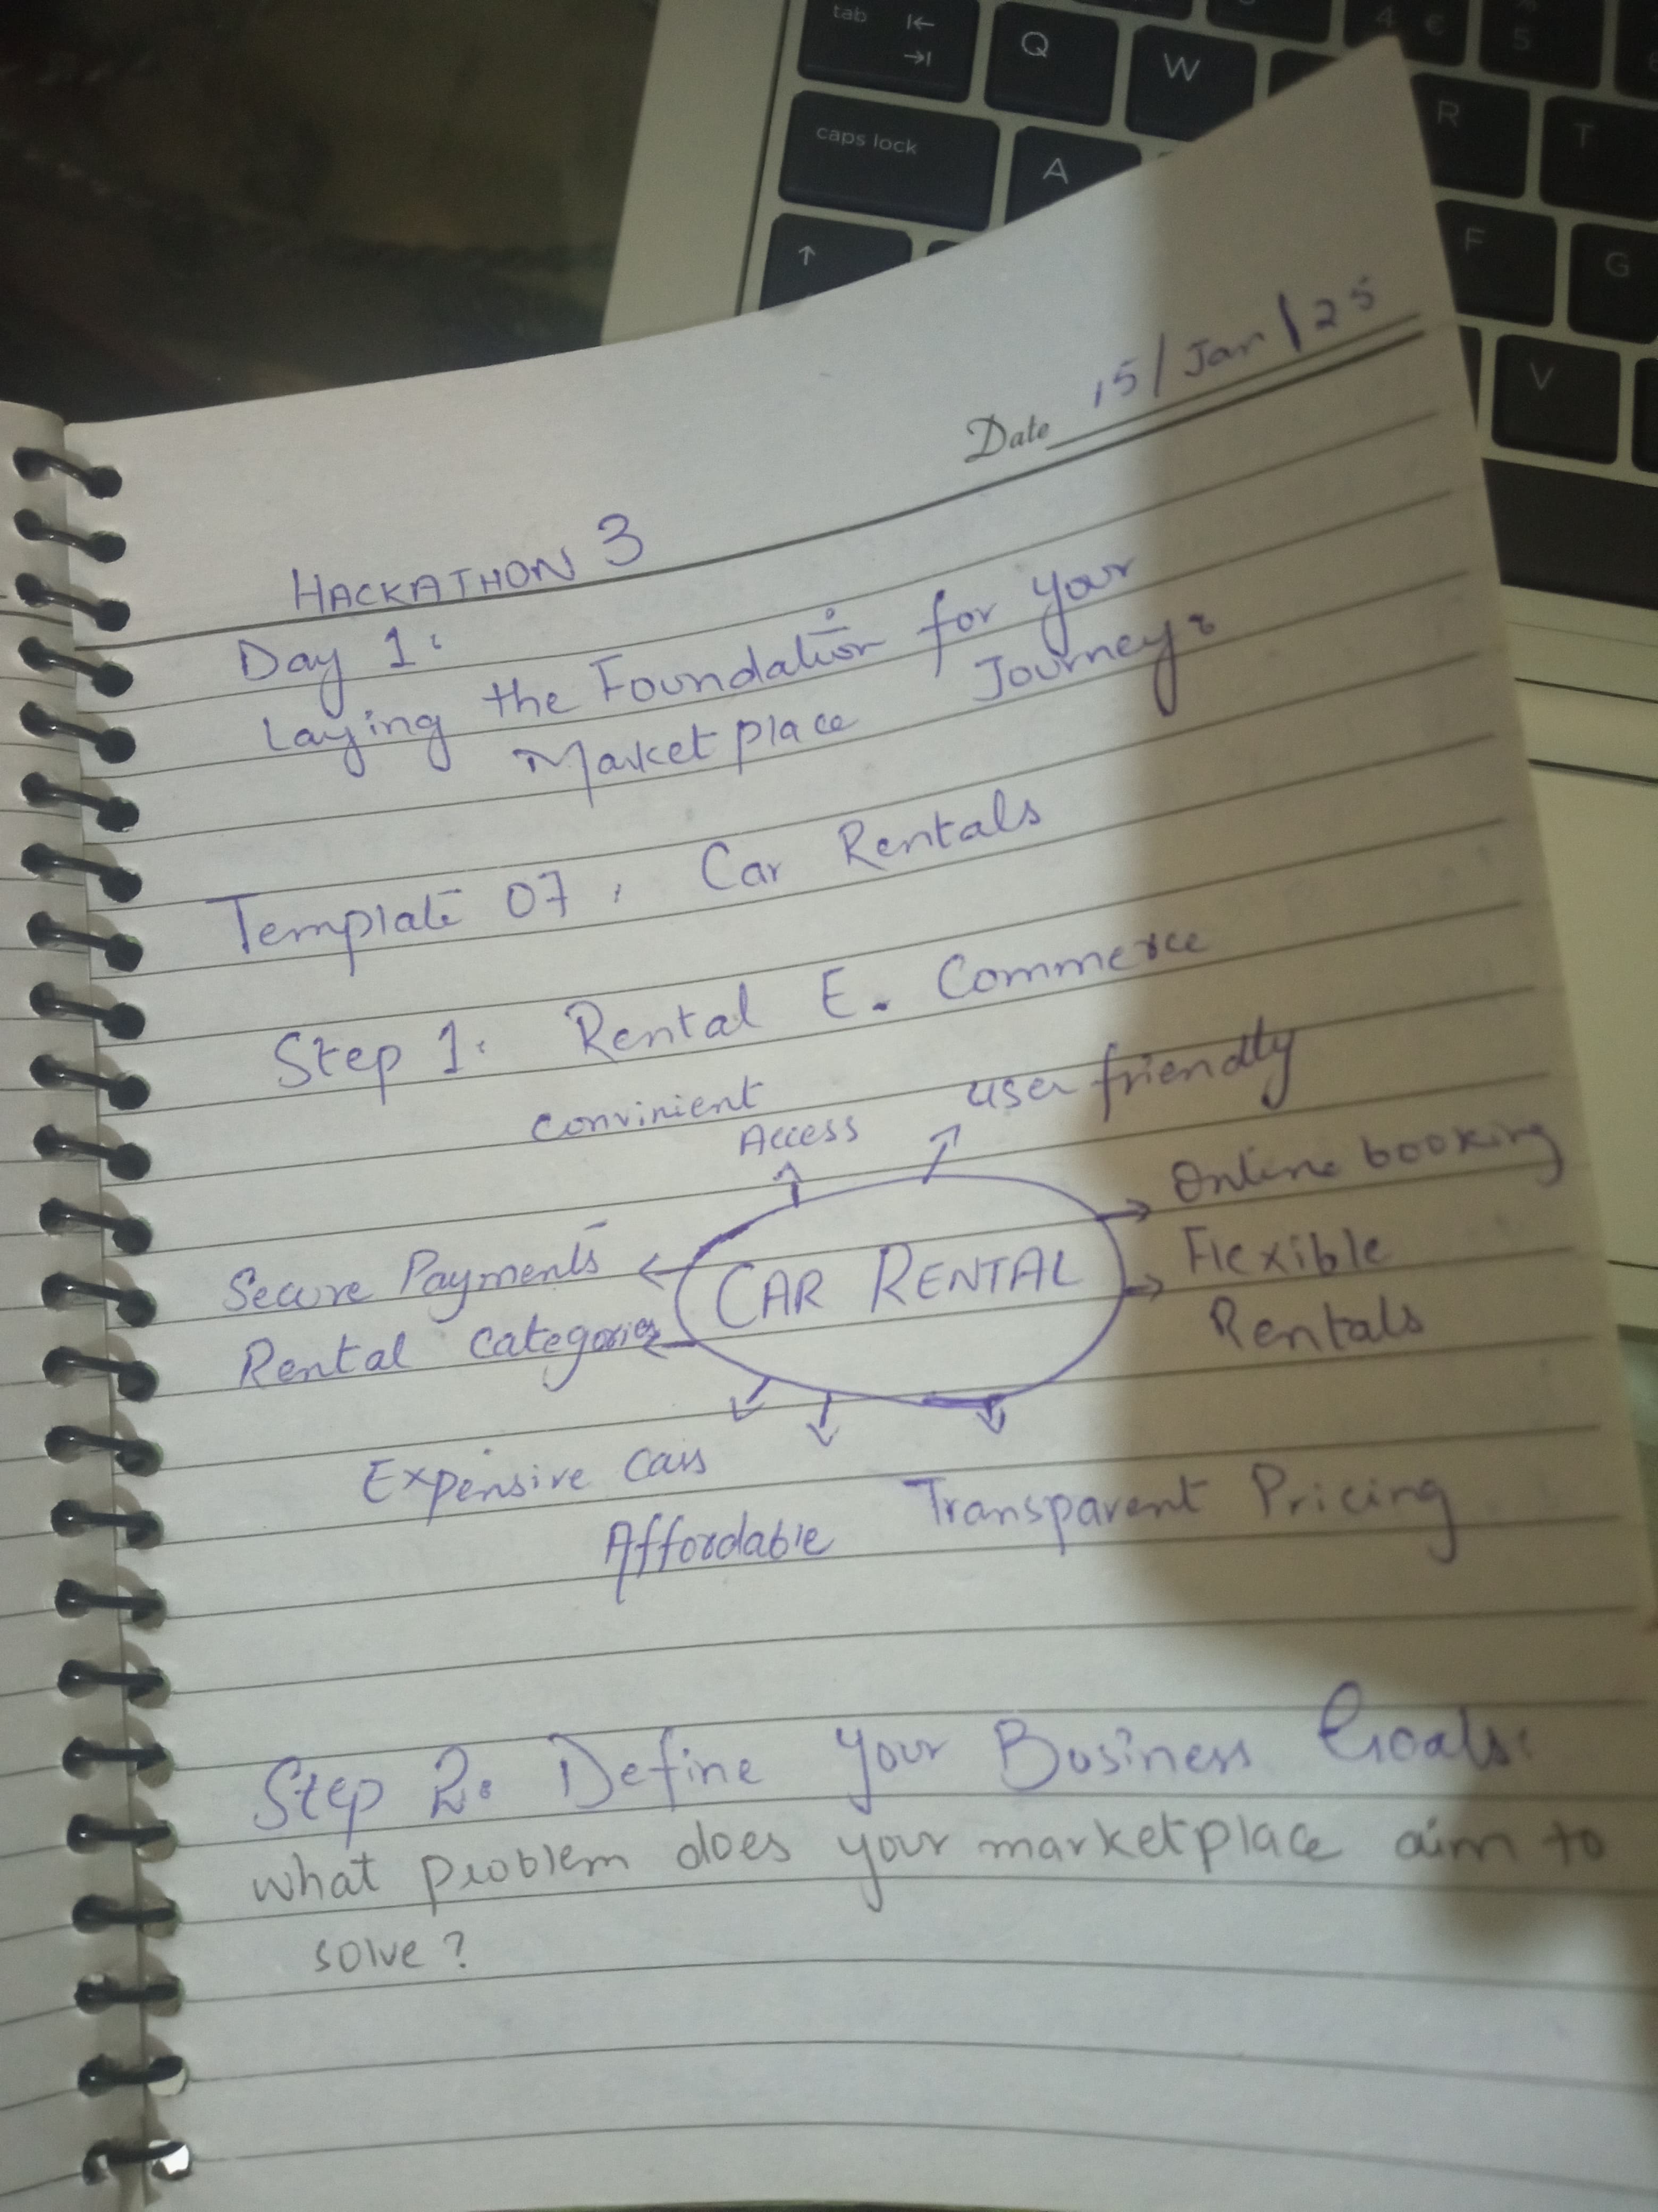 tab
Q
W
4 €
5
caps lock
A
R
T
F
G
V
Date 15/Jan/25
HACKATHON 3
Day 1:
Laying the Foundation for your
Marketplace Journey:
Template 07, Car Rentals
Step 1: Rental E. Commerce
Convinient
Access
user friendly
Online booking
Secure Payments
CAR RENTAL
Flexible
Rentals
Rental Categories
Expensive Cars
Affordable
Transparent Pricing
Step 2: Define your Business Goals:
what problem does your marketplace aim to
solve?